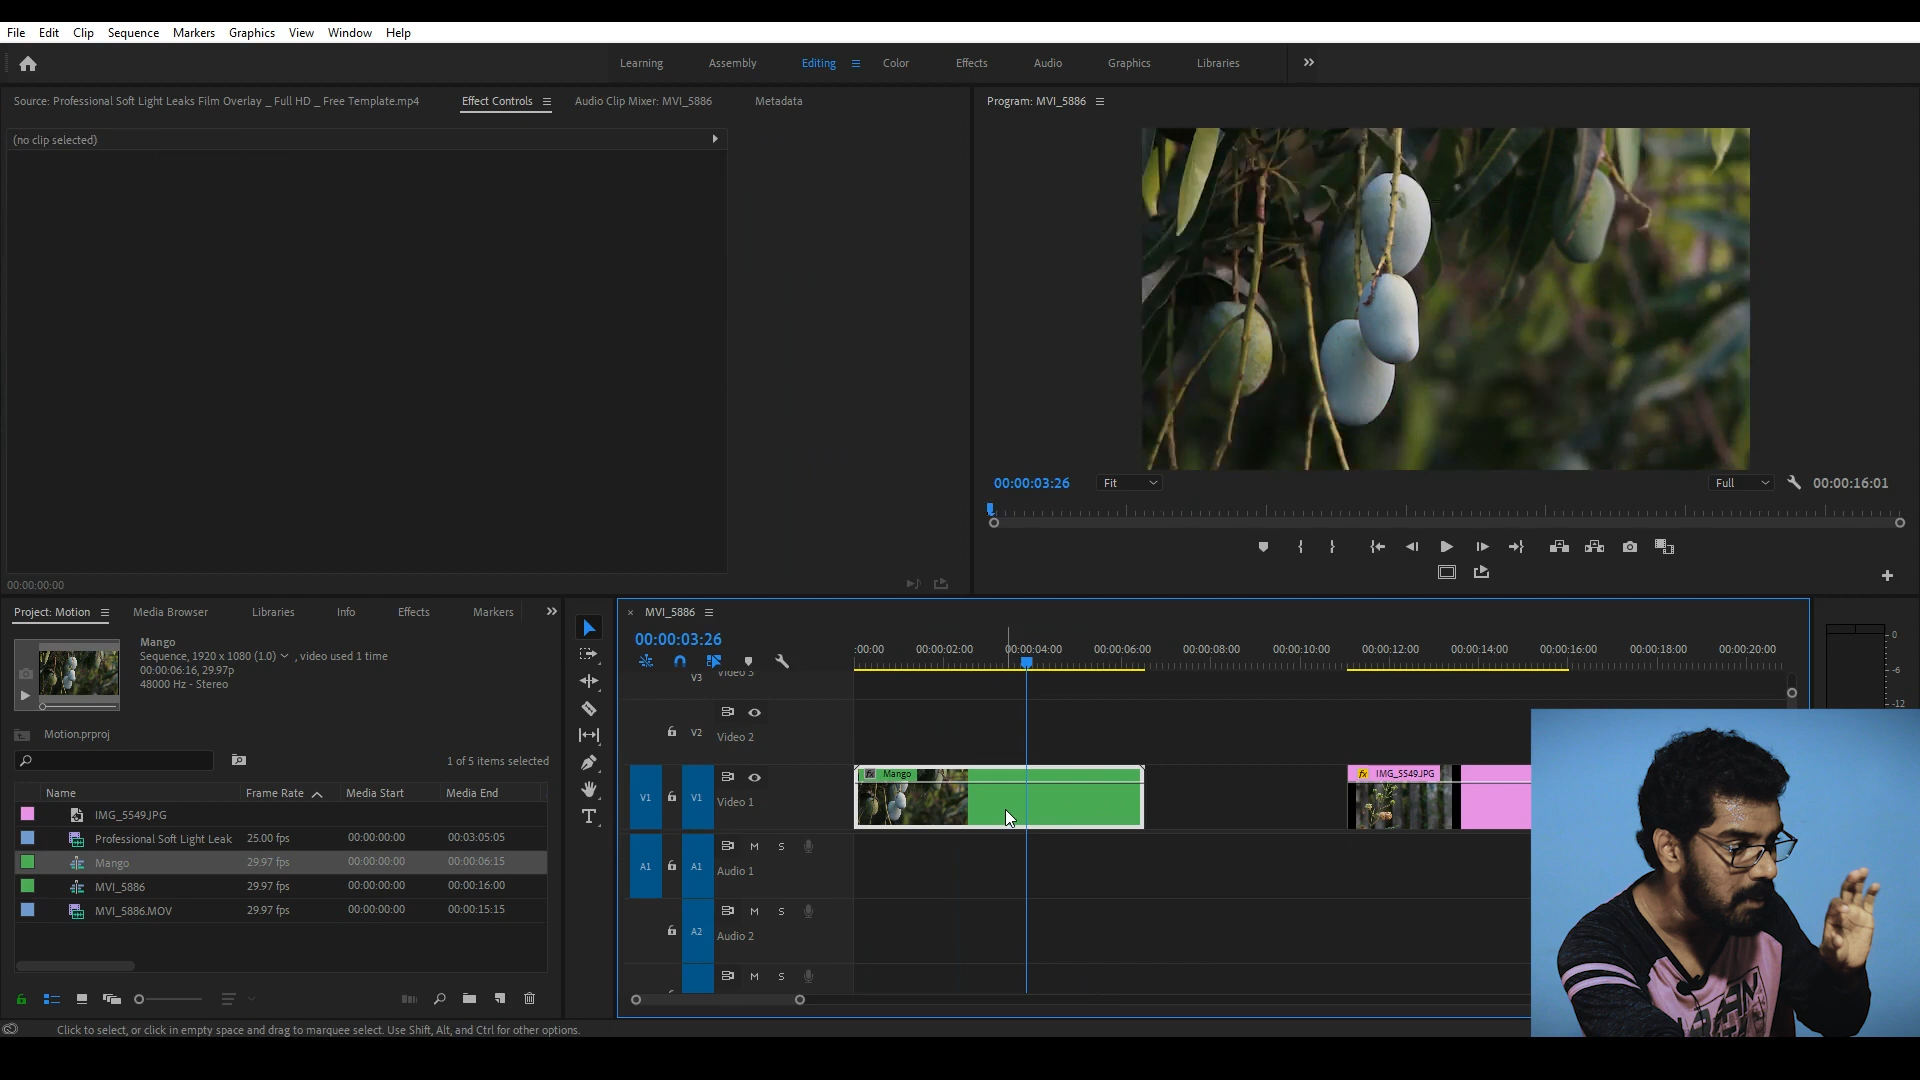 File Edit Clip Sequence Markers Graphics View Window Help
Learning Assembly Editing Color Effects Audio Graphics Libraries
Source: Professional Soft Light Leaks Film Overlay _ Full HD _ Free Template.mp4 Effect Controls Audio Clip Mixer: MVI_5886 Metadata
Program: MVI_5886
(no clip selected)
00:00:03:26 Fit Full 00:00:16:01
00:00:00:00
Project: Motion Media Browser Libraries Info Effects Markers
Mango
Sequence, 1920 x 1080 (1.0) , video used 1 time
00:00:06:16, 29.97p
48000 Hz - Stereo
Motion.prproj
1 of 5 items selected
Name Frame Rate Media Start Media End
IMG_5549.JPG
Professional Soft Light Leak 25.00 fps 00:00:00:00 00:03:05:05
Mango 29.97 fps 00:00:00:00 00:00:06:15
MVI_5886 29.97 fps 00:00:00:00 00:00:16:00
MVI_5886.MOV 29.97 fps 00:00:00:00 00:00:15:15
× MVI_5886
00:00:03:26
:00:00 00:00:02:00 00:00:04:00 00:00:06:00 00:00:08:00 00:00:10:00 00:00:12:00 00:00:14:00 00:00:16:00 00:00:18:00 00:00:20:00
V3 Video 3
V2 Video 2
V1 V1 Video 1
fx Mango
fx IMG_5549.JPG
A1 A1 M S Audio 1
A2 M S Audio 2
M S
0
-6
-12
Click to select, or click in empty space and drag to marquee select. Use Shift, Alt, and Ctrl for other options.